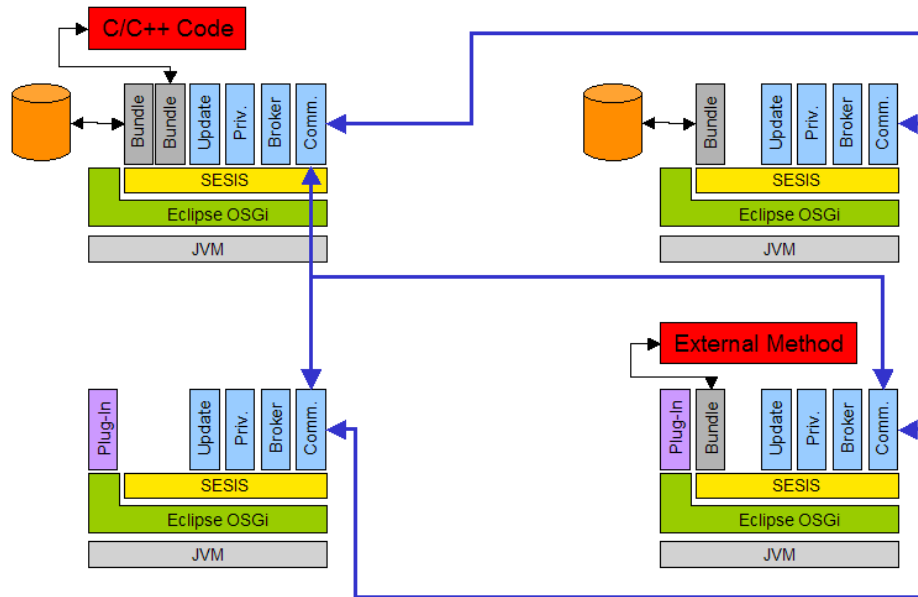 C/C++ Code
Bundle
Bundle
Update
Priv.
Broker
Comm.
SESIS
Eclipse OSGi
JVM
Bundle
Update
Priv.
Broker
Comm.
SESIS
Eclipse OSGi
JVM
Plug-In
Update
Priv.
Broker
Comm.
SESIS
Eclipse OSGi
JVM
External Method
Plug-In
Bundle
Update
Priv.
Broker
Comm.
SESIS
Eclipse OSGi
JVM